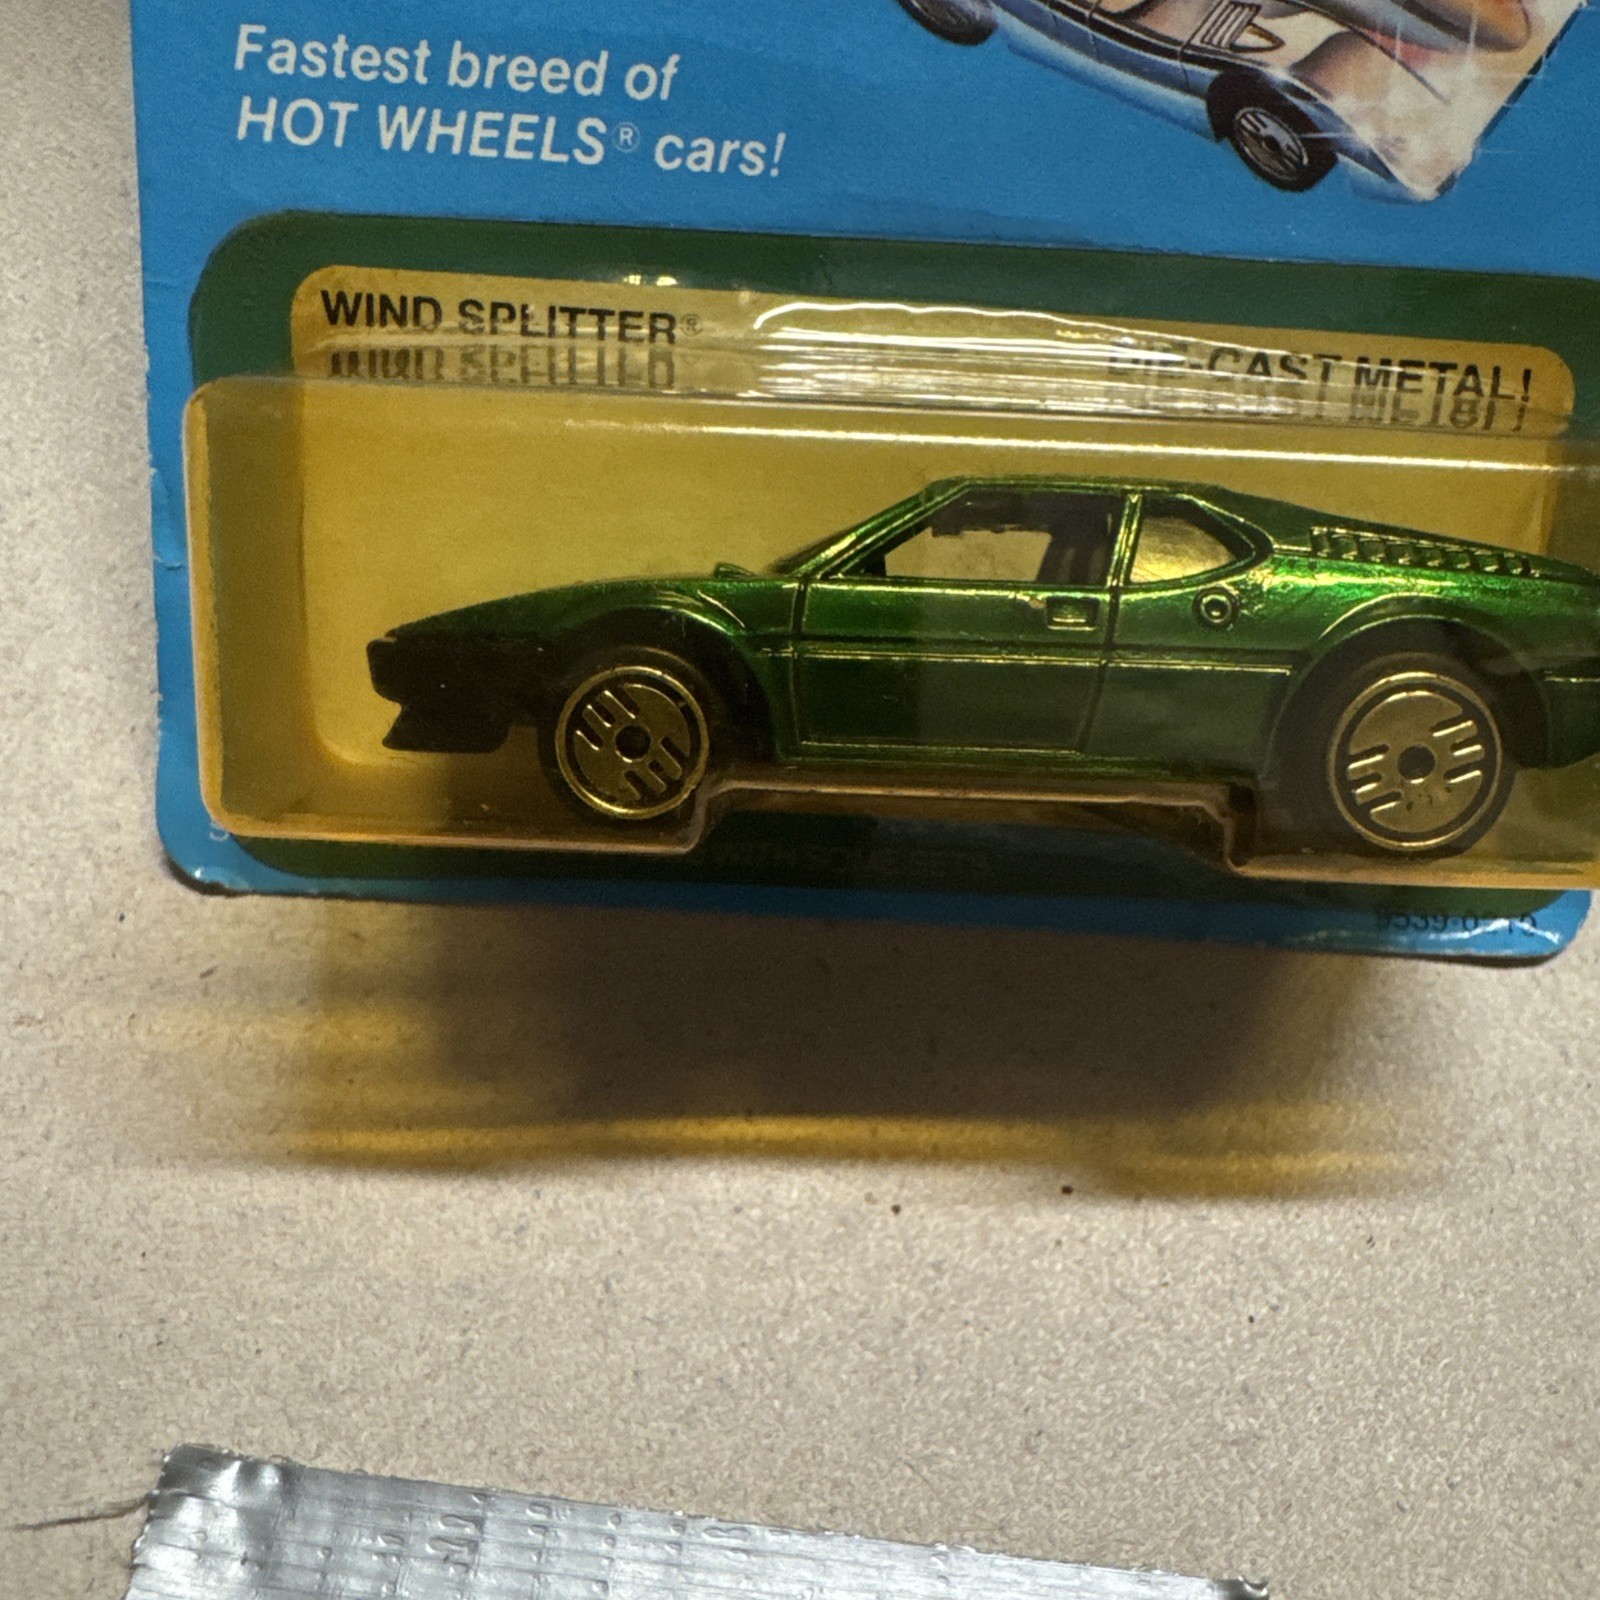 Fastest breed of
HOT WHEELS® cars!
WIND SPLITTER®
DIE-CAST METAL!